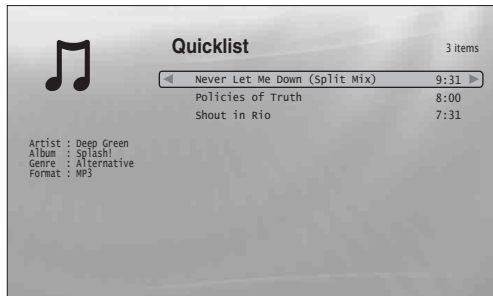 Quicklist
3 items
Never Let Me Down (Split Mix) 9:31
Policies of Truth 8:00
Shout in Rio 7:31
Artist : Deep Green
Album : Splash!
Genre : Alternative
Format : MP3